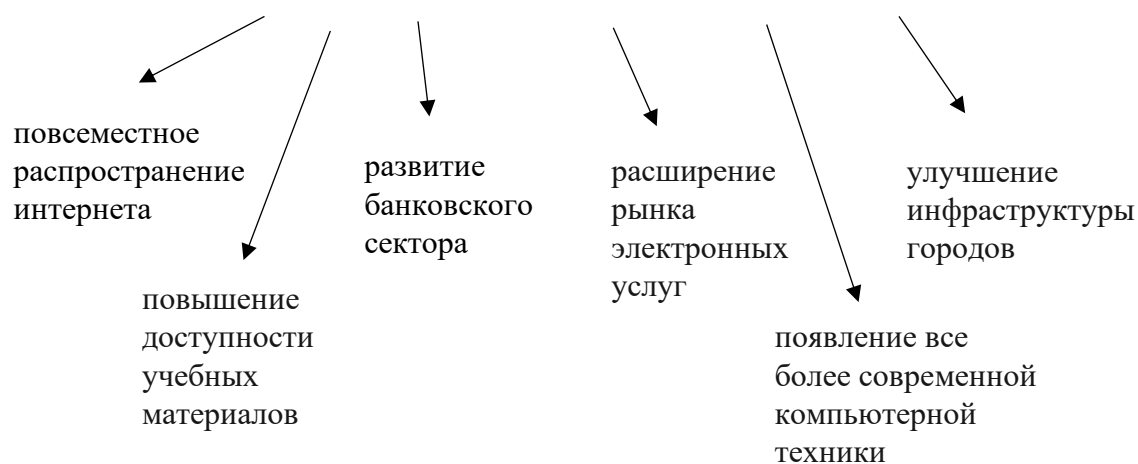 повсеместное
распространение
интернета
повышение
доступности
учебных
материалов
развитие
банковского
сектора
расширение
рынка
электронных
услуг
появление все
более современной
компьютерной
техники
улучшение
инфраструктуры
городов